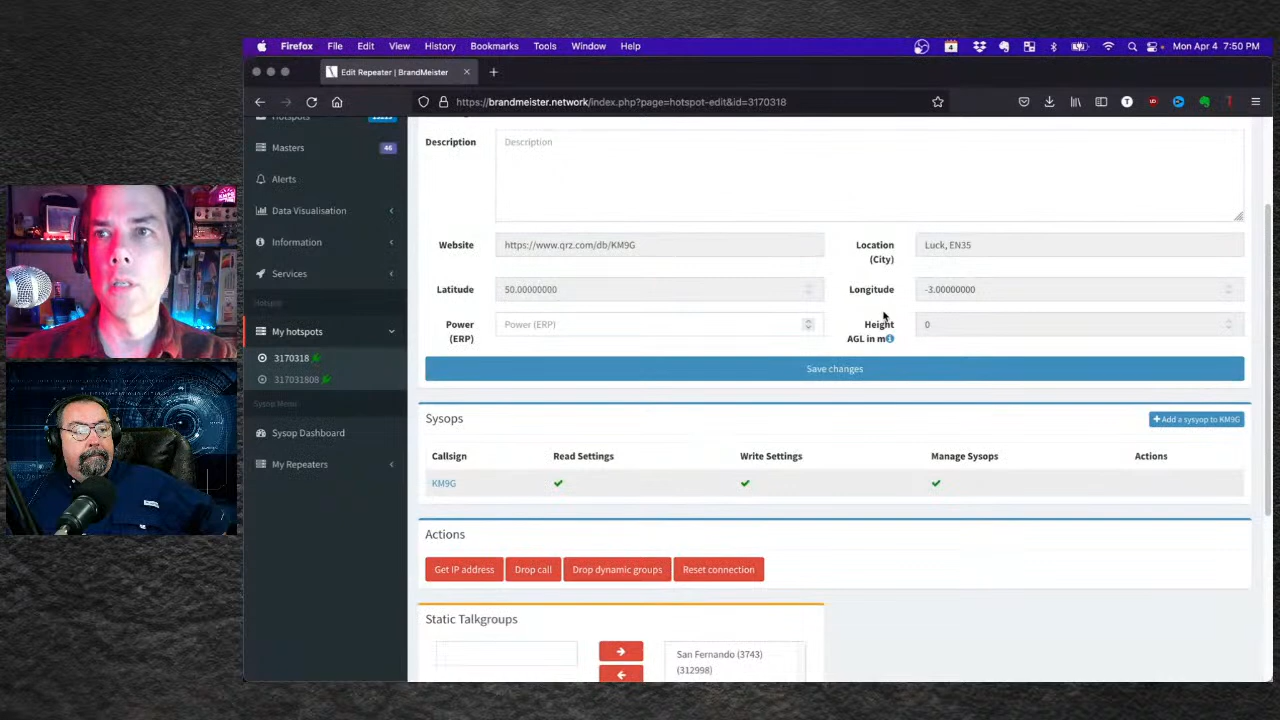 Firefox File Edit View History Bookmarks Tools Window Help Mon Apr 4 7:50 PM
Edit Repeater | BrandMeister
https://brandmeister.network/index.php?page=hotspot-edit&id=3170318
Hotspots
Masters 46
Alerts
Data Visualisation
Information
Services
Hotspot
My hotspots
3170318
317031808
Sysop Menu
Sysop Dashboard
My Repeaters
Description Description
Website https://www.qrz.com/db/KM9G Location (City) Luck, EN35
Latitude 50.00000000 Longitude -3.00000000
Power (ERP) Power (ERP) Height AGL in m 0
Save changes
Sysops + Add a sysyop to KM9G
Callsign Read Settings Write Settings Manage Sysops Actions
KM9G
Actions
Get IP address Drop call Drop dynamic groups Reset connection
Static Talkgroups
San Fernando (3743)
(312998)